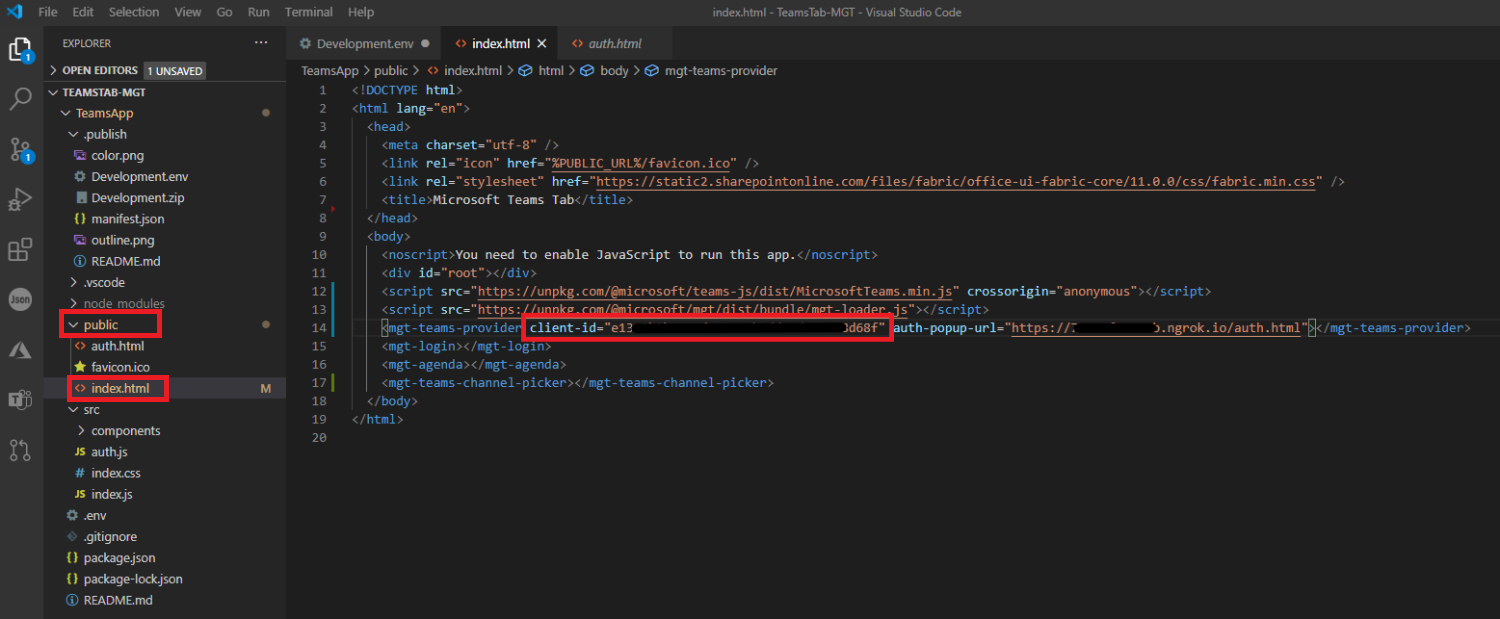 File Edit Selection View Go Run Terminal Help
index.html - TeamsTab-MGT - Visual Studio Code
1
1
Json
EXPLORER ...
OPEN EDITORS 1 UNSAVED
TEAMSTAB-MGT
TeamsApp
.publish
color.png
Development.env
Development.zip
{} manifest.json
outline.png
README.md
.vscode
node_modules
public
<> auth.html
favicon.ico
<> index.html M
src
components
JS auth.js
# index.css
JS index.js
.env
.gitignore
{} package.json
{} package-lock.json
README.md
Development.env
<> index.html
<> auth.html
TeamsApp > public > <> index.html > html > body > mgt-teams-provider
1 <!DOCTYPE html>
2 <html lang="en">
3 <head>
4 <meta charset="utf-8" />
5 <link rel="icon" href="%PUBLIC_URL%/favicon.ico" />
6 <link rel="stylesheet" href="https://static2.sharepointonline.com/files/fabric/office-ui-fabric-core/11.0.0/css/fabric.min.css" />
7 <title>Microsoft Teams Tab</title>
8 </head>
9 <body>
10 <noscript>You need to enable JavaScript to run this app.</noscript>
11 <div id="root"></div>
12 <script src="https://unpkg.com/@microsoft/teams-js/dist/MicrosoftTeams.min.js" crossorigin="anonymous"></script>
13 <script src="https://unpkg.com/@microsoft/mgt/dist/bundle/mgt-loader.js"></script>
14 <mgt-teams-provider client-id="e13 d68f" auth-popup-url="https:// b.ngrok.io/auth.html"></mgt-teams-provider>
15 <mgt-login></mgt-login>
16 <mgt-agenda></mgt-agenda>
17 <mgt-teams-channel-picker></mgt-teams-channel-picker>
18 </body>
19 </html>
20